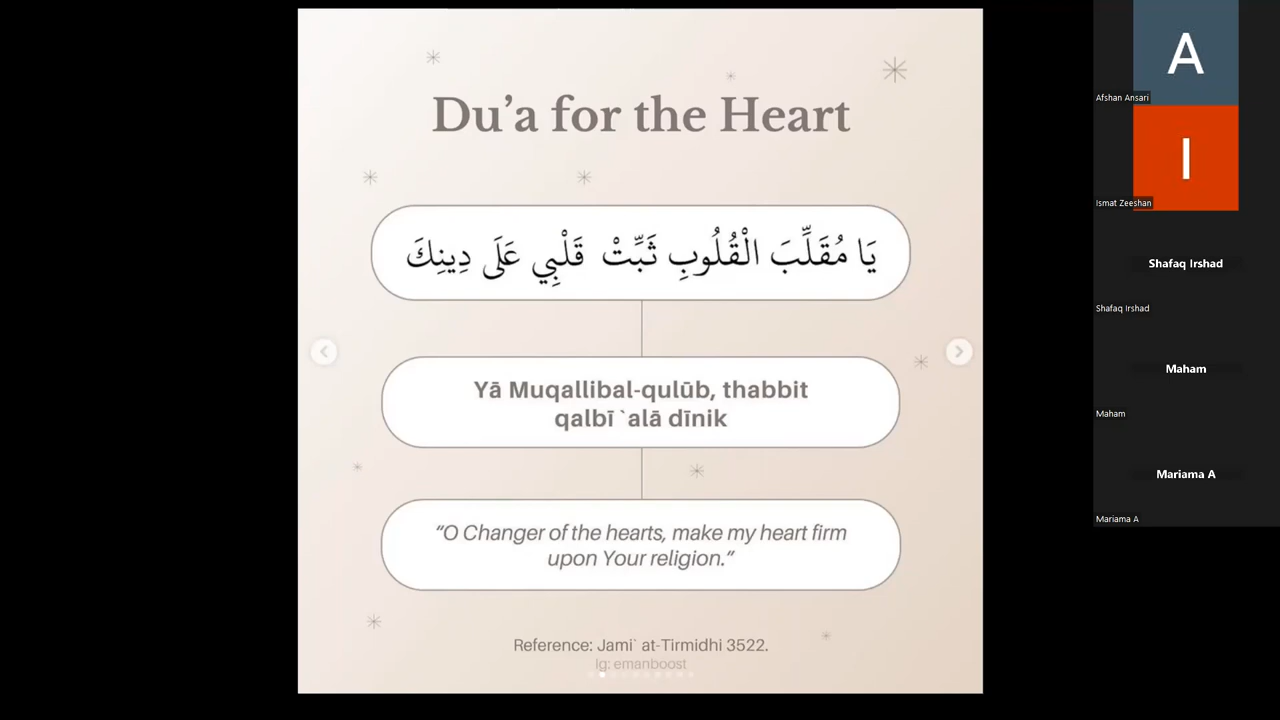 Du’a for the Heart
يَا مُقَلِّبَ الْقُلُوبِ ثَبِّتْ قَلْبِي عَلَى دِينِكَ
Yā Muqallibal-qulūb, thabbit
qalbī `alā dīnik
“O Changer of the hearts, make my heart firm
upon Your religion.”
Reference: Jami` at-Tirmidhi 3522.
Ig: emanboost
A
Afshan Ansari
I
Ismat Zeeshan
Shafaq Irshad
Shafaq Irshad
Maham
Maham
Mariama A
Mariama A